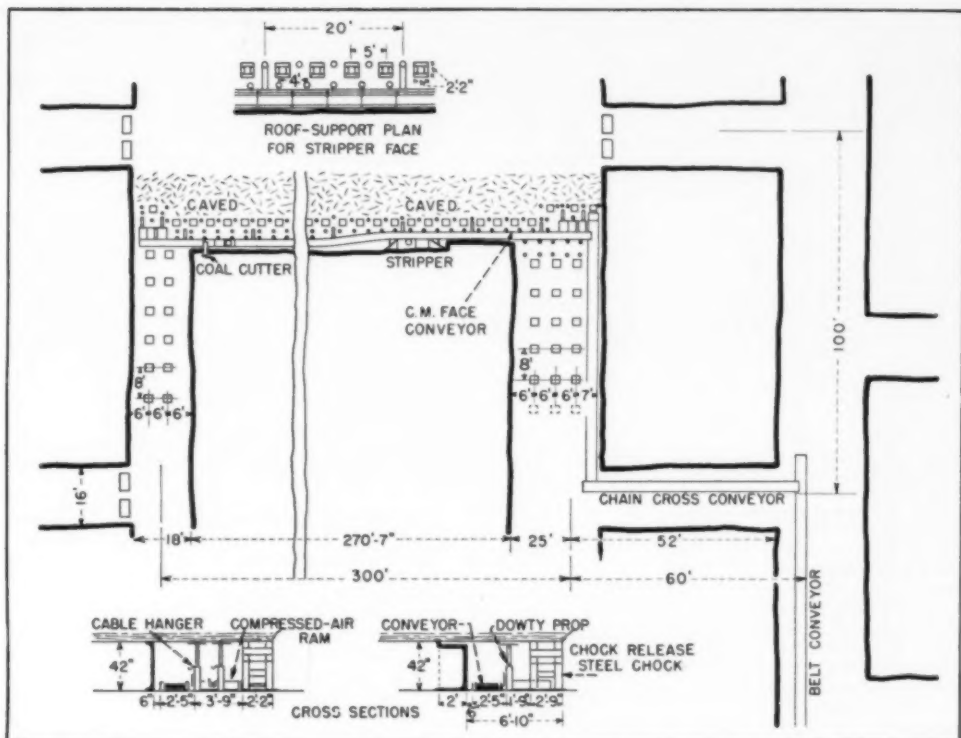 20'
5'
4'
2'2"
ROOF-SUPPORT PLAN
FOR STRIPPER FACE
CAVED
CAVED
COAL CUTTER
STRIPPER
C.M. FACE
CONVEYOR
100'
8'
8'
6' 6' 6'
6' 6' 6' 7'
16'
CHAIN CROSS CONVEYOR
18'
270'-7"
25'
52'
300'
60'
BELT CONVEYOR
CABLE HANGER
COMPRESSED-AIR
RAM
CONVEYOR
DOWTY PROP
CHOCK RELEASE
STEEL CHOCK
42"
42"
6" 2'-5" 3'-9" 2'-2"
2' 2'-5" 1'-9" 2'-9"
6'-10"
CROSS SECTIONS